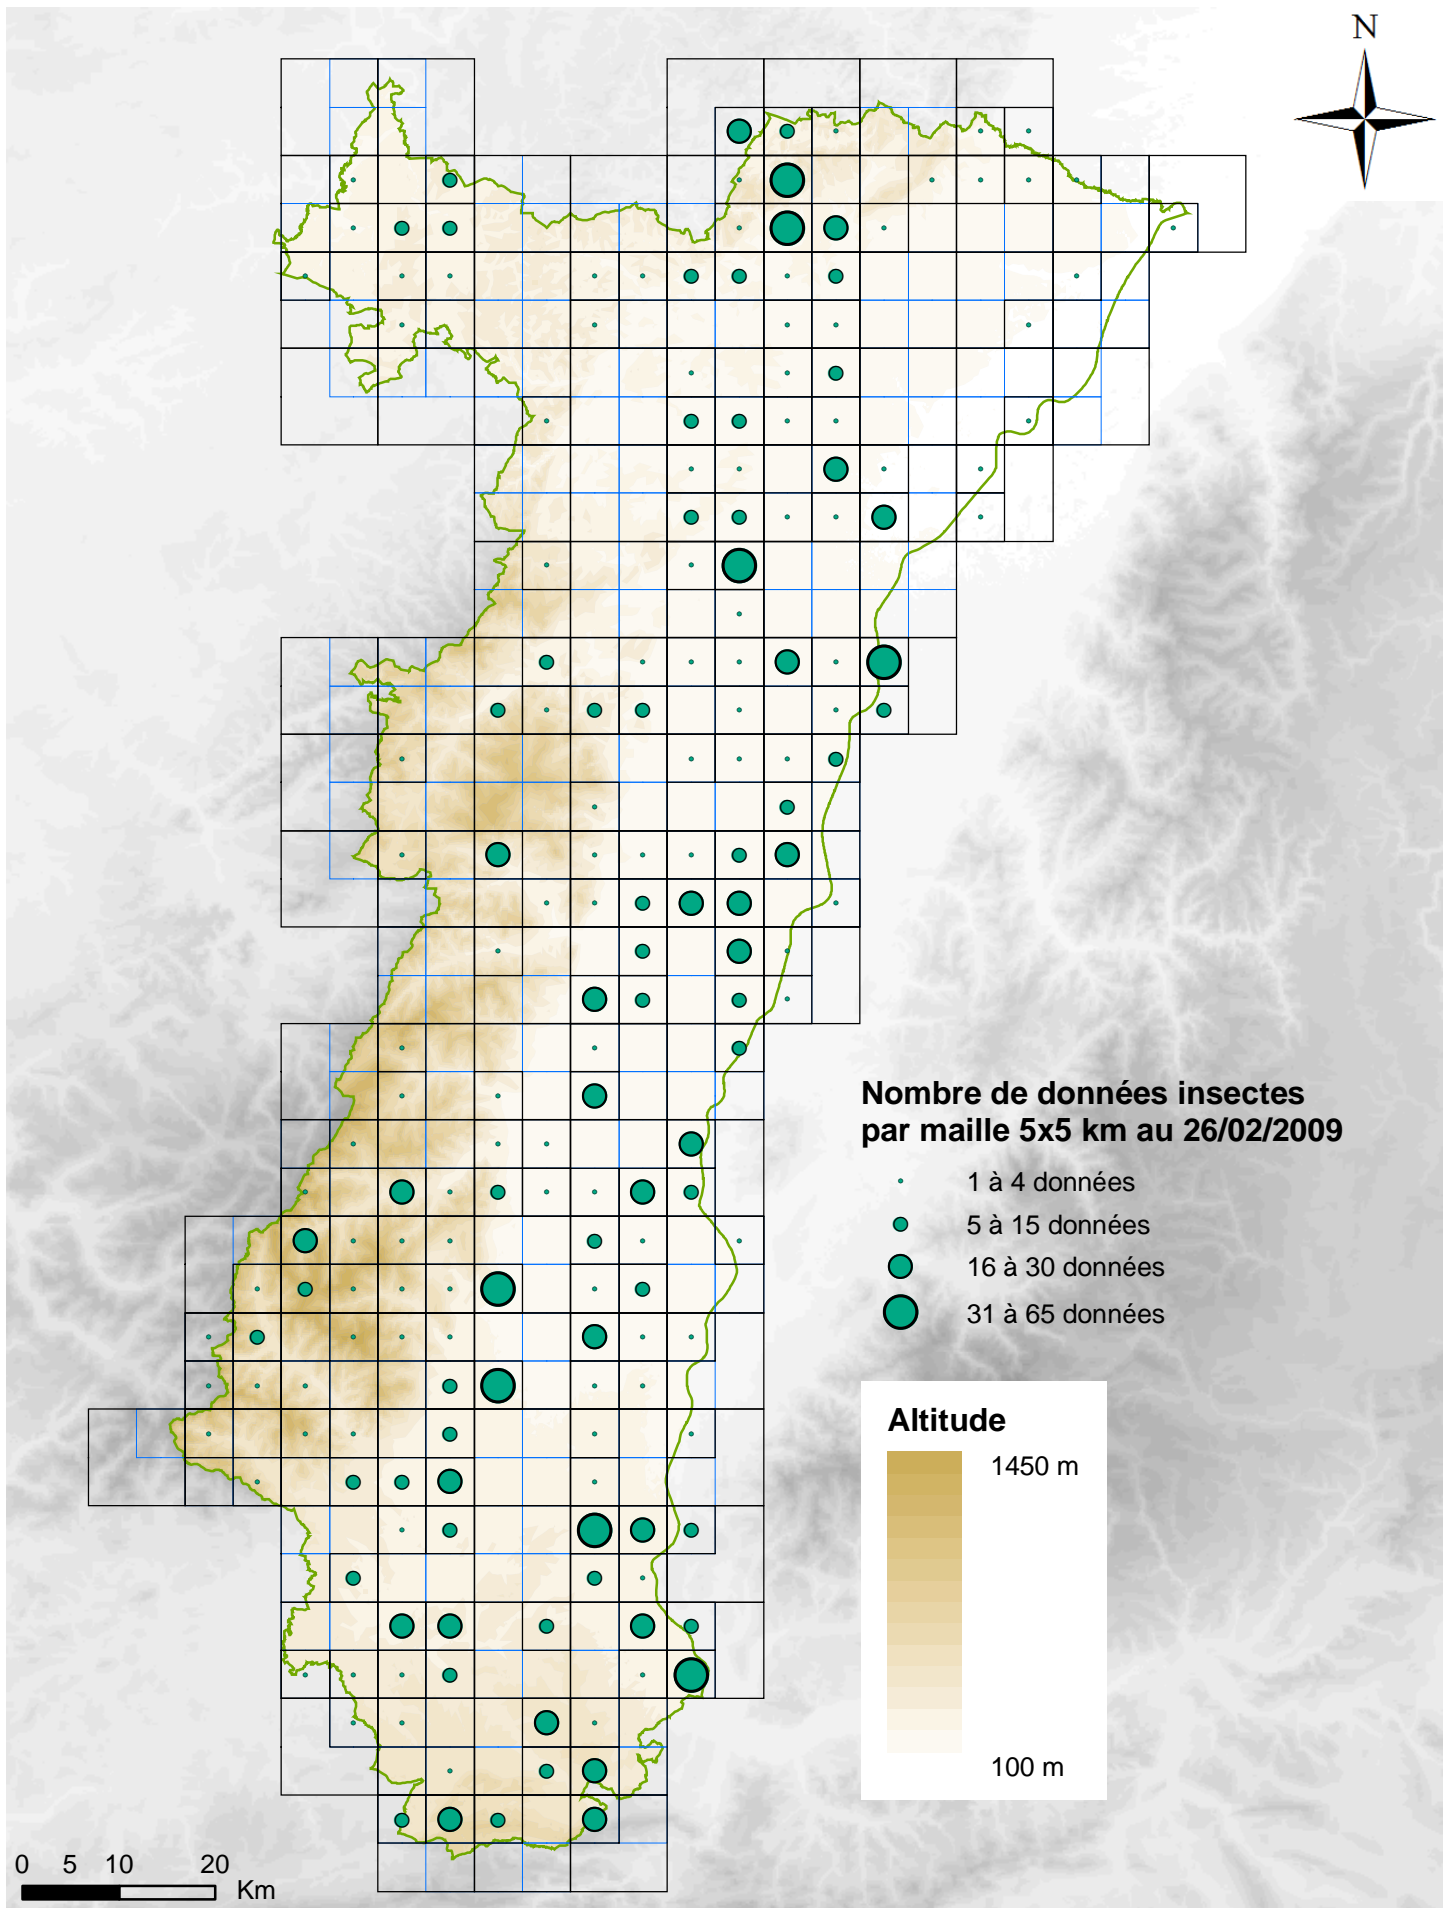 N
Nombre de données insectes
par maille 5x5 km au 26/02/2009
1 à 4 données
5 à 15 données
16 à 30 données
31 à 65 données
Altitude
1450 m
100 m
0 5 10 20
Km